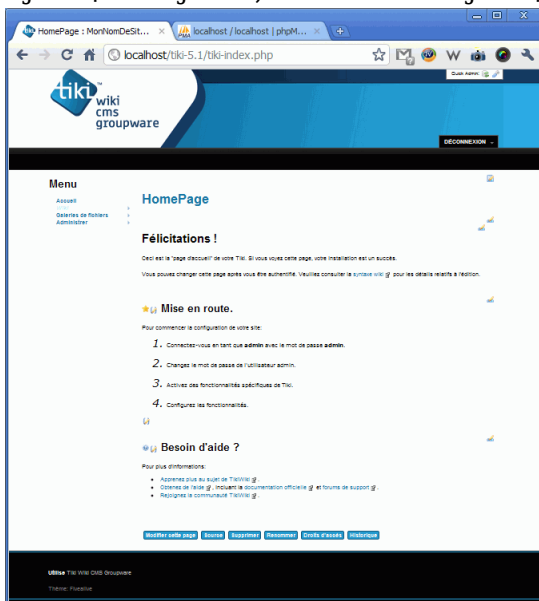 HomePage : MonNomDeSit...
localhost / localhost | phpM...
localhost/tiki-5.1/tiki-index.php
tiki wiki
cms
groupware
DÉCONNEXION
Menu
Accueil
Galeries de fichiers
Administrer
HomePage
Félicitations !
Ceci est la "page d'accueil" de votre Tiki. Si vous voyez cette page, votre installation est un succès.
Vous pouvez changer cette page après vous être authentifié. Veuillez consulter la syntaxe wiki pour les détails relatifs à l'édition.
Mise en route.
Pour commencer la configuration de votre site:
1. Connectez-vous en tant que admin avec le mot de passe admin.
2. Changez le mot de passe de l'utilisateur admin.
3. Activez des fonctionnalités spécifiques de Tiki.
4. Configurez les fonctionnalités.
Besoin d'aide ?
Pour plus d'informations:
Apprenez plus au sujet de TikiWiki
Obtenez de l'aide, incluant la documentation officielle et forums de support.
Rejoignez la communauté TikiWiki.
Modifier cette page Source Supprimer Renommer Droits d'accès Historique
Utilise Tiki Wiki CMS Groupware
Thème: Fivealive